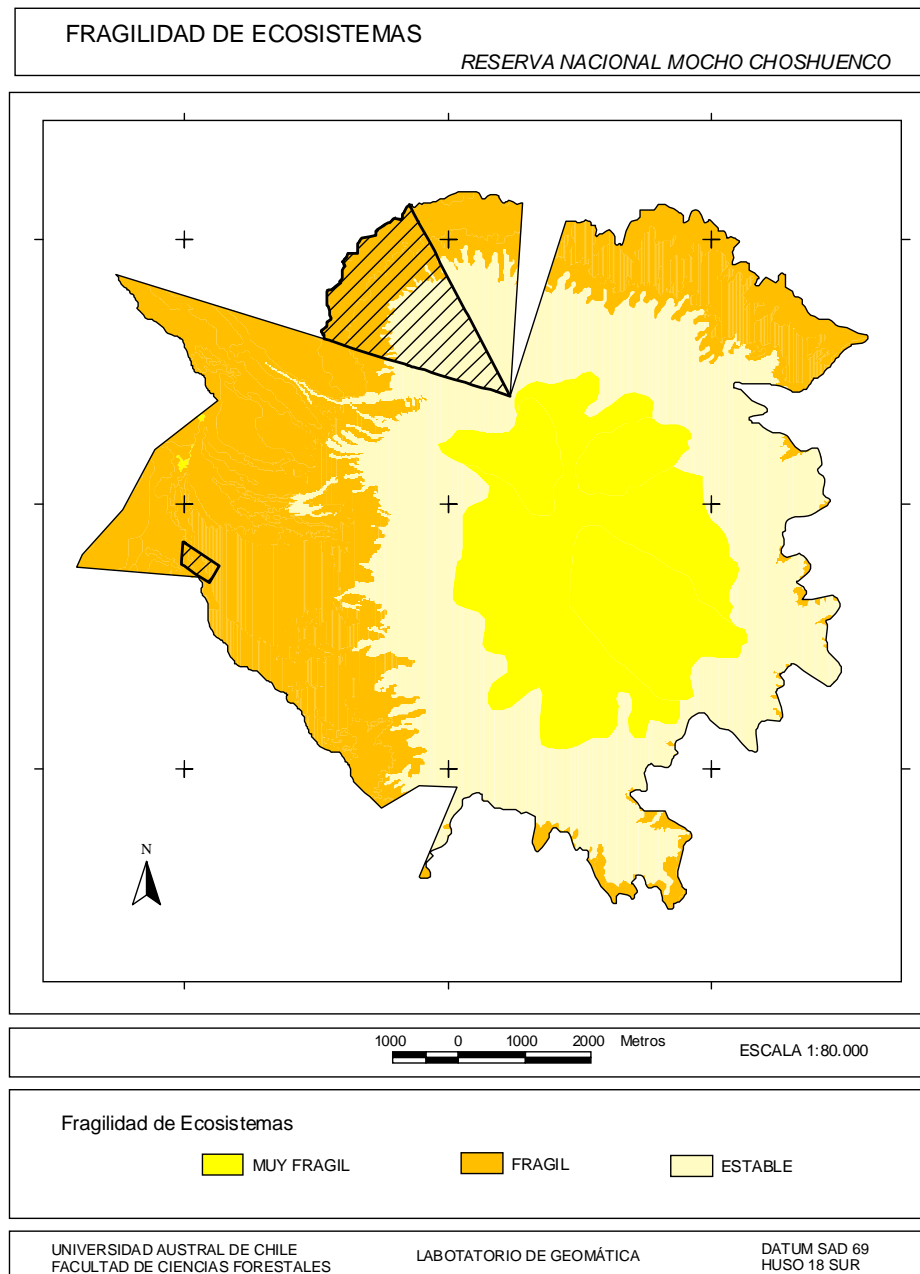 FRAGILIDAD DE ECOSISTEMAS
RESERVA NACIONAL MOCHO CHOSHUENCO
N
1000 0 1000 2000 Metros
ESCALA 1:80.000
Fragilidad de Ecosistemas
MUY FRAGIL
FRAGIL
ESTABLE
UNIVERSIDAD AUSTRAL DE CHILE
FACULTAD DE CIENCIAS FORESTALES
LABOTATORIO DE GEOMÁTICA
DATUM SAD 69
HUSO 18 SUR